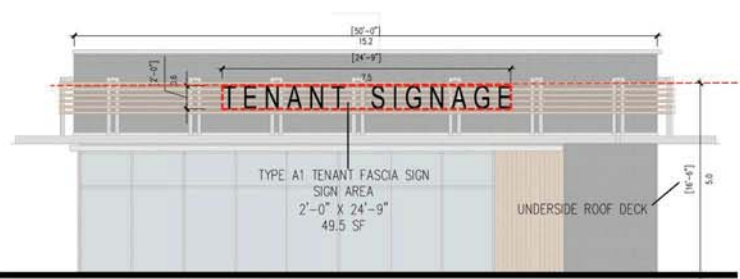 [50'-0"]
15.2
[24'-9"]
7.5
[2'-0"]
0.6
TENANT SIGNAGE
TYPE A1 TENANT FASCIA SIGN
SIGN AREA
2'-0" X 24'-9"
49.5 SF
UNDERSIDE ROOF DECK
[16'-6"]
5.0